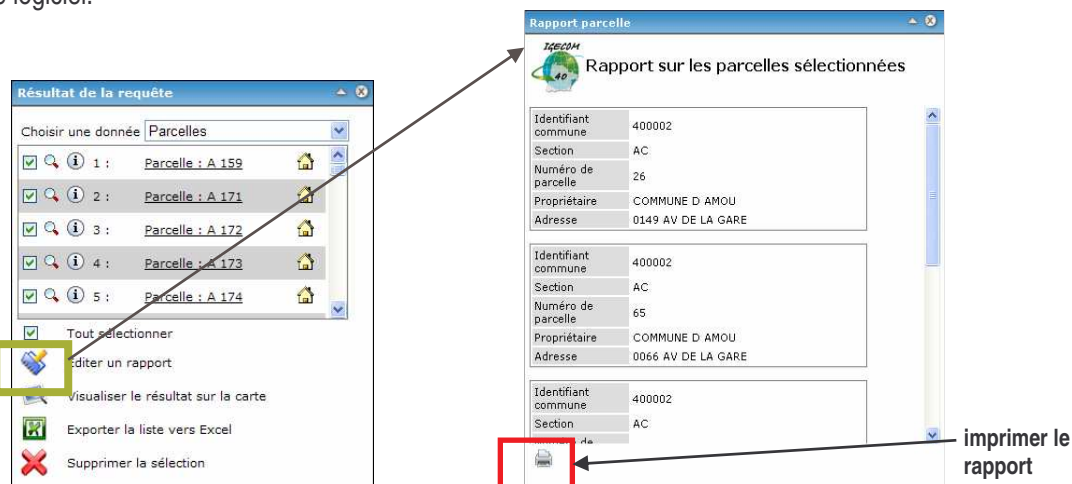 logiciel.
Résultat de la requête
Choisir une donnée Parcelles
1 : Parcelle : A 159
2 : Parcelle : A 171
3 : Parcelle : A 172
4 : Parcelle : A 173
5 : Parcelle : A 174
Tout sélectionner
Editer un rapport
Visualiser le résultat sur la carte
Exporter la liste vers Excel
Supprimer la sélection
Rapport parcelle
IGECOM
40
Rapport sur les parcelles sélectionnées
Identifiant
commune 400002
Section AC
Numéro de
parcelle 26
Propriétaire COMMUNE D AMOU
Adresse 0149 AV DE LA GARE
Identifiant
commune 400002
Section AC
Numéro de
parcelle 65
Propriétaire COMMUNE D AMOU
Adresse 0066 AV DE LA GARE
Identifiant
commune 400002
Section AC
imprimer le
rapport